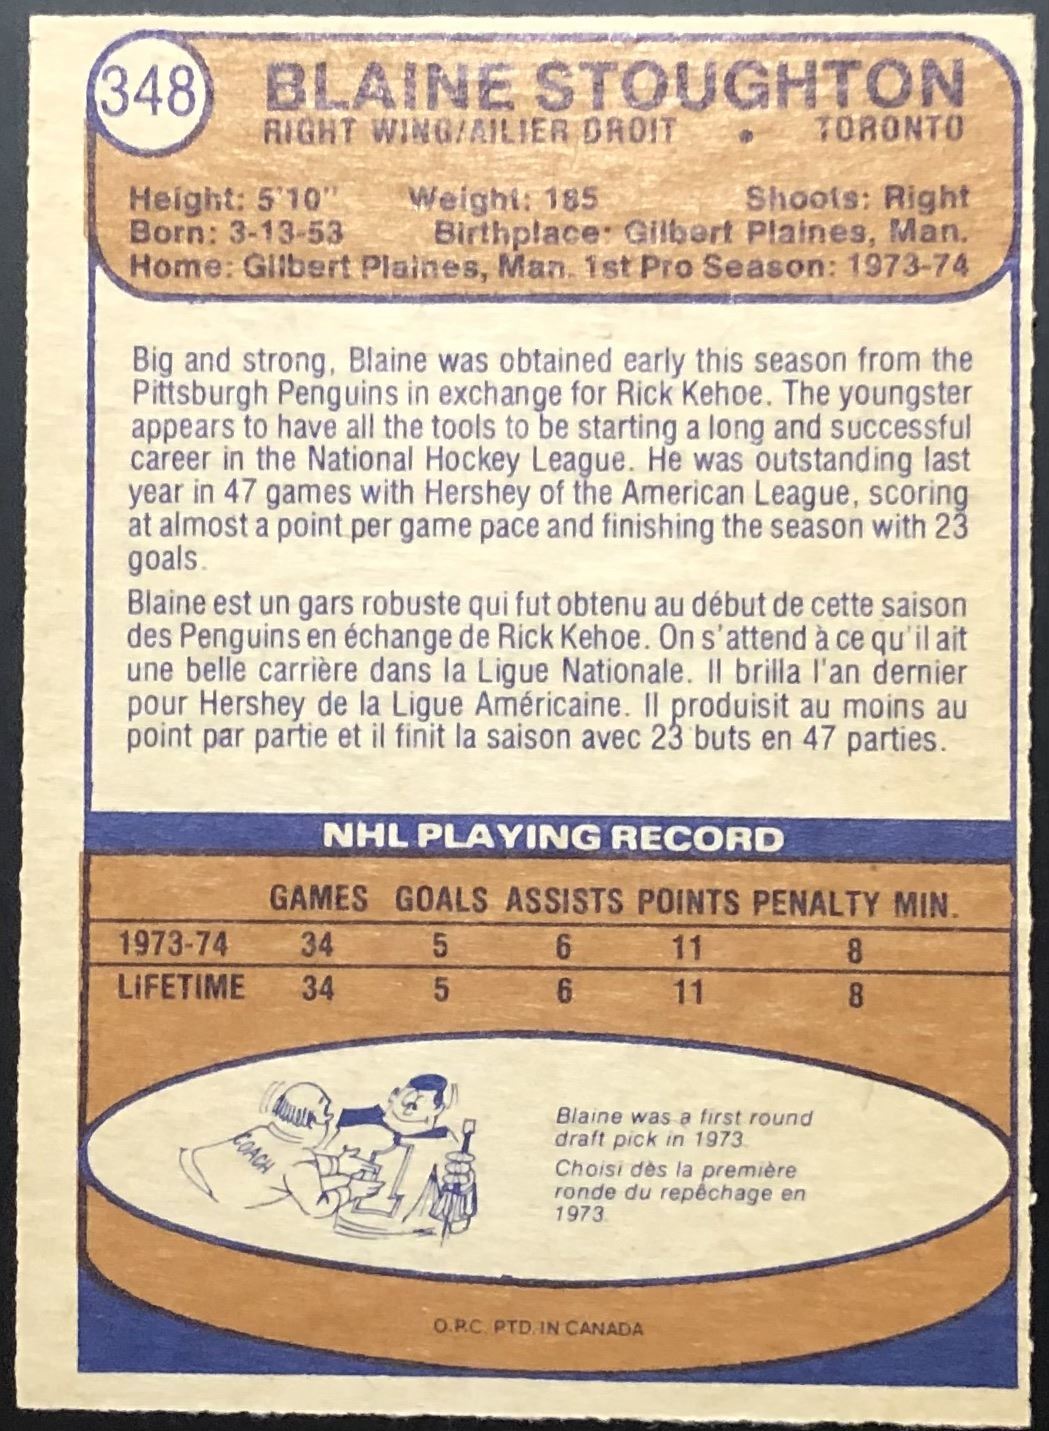 348
BLAINE STOUGHTON
RIGHT WING/AILIER DROIT • TORONTO
Height: 5'10" Weight: 185 Shoots: Right
Born: 3-13-53 Birthplace: Gilbert Plaines, Man.
Home: Gilbert Plaines, Man. 1st Pro Season: 1973-74
Big and strong, Blaine was obtained early this season from the
Pittsburgh Penguins in exchange for Rick Kehoe. The youngster
appears to have all the tools to be starting a long and successful
career in the National Hockey League. He was outstanding last
year in 47 games with Hershey of the American League, scoring
at almost a point per game pace and finishing the season with 23
goals.
Blaine est un gars robuste qui fut obtenu au début de cette saison
des Penguins en échange de Rick Kehoe. On s'attend à ce qu'il ait
une belle carrière dans la Ligue Nationale. Il brilla l'an dernier
pour Hershey de la Ligue Américaine. Il produisit au moins au
point par partie et il finit la saison avec 23 buts en 47 parties.
NHL PLAYING RECORD
GAMES GOALS ASSISTS POINTS PENALTY MIN.
1973-74 34 5 6 11 8
LIFETIME 34 5 6 11 8
COACH
Blaine was a first round
draft pick in 1973.
Choisi dès la première
ronde du repêchage en
1973.
O.P.C. PTD. IN CANADA